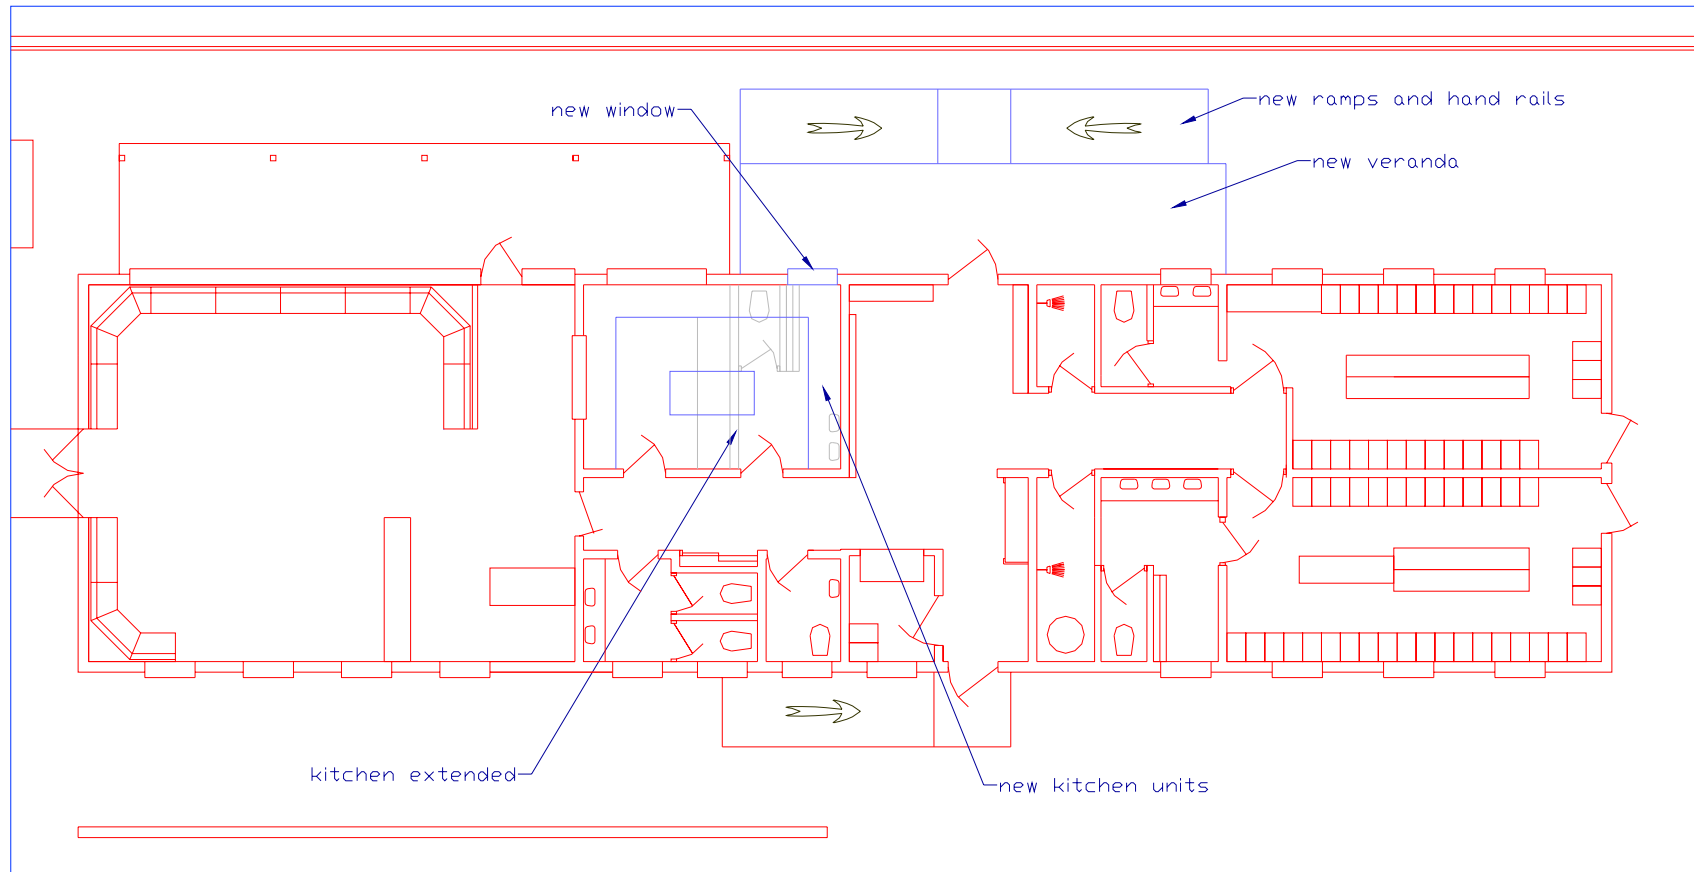 new window
new ramps and hand rails
new veranda
kitchen extended
new kitchen units